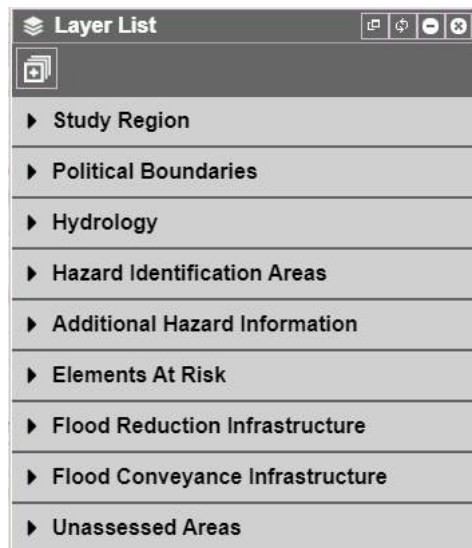 Layer List
Study Region
Political Boundaries
Hydrology
Hazard Identification Areas
Additional Hazard Information
Elements At Risk
Flood Reduction Infrastructure
Flood Conveyance Infrastructure
Unassessed Areas